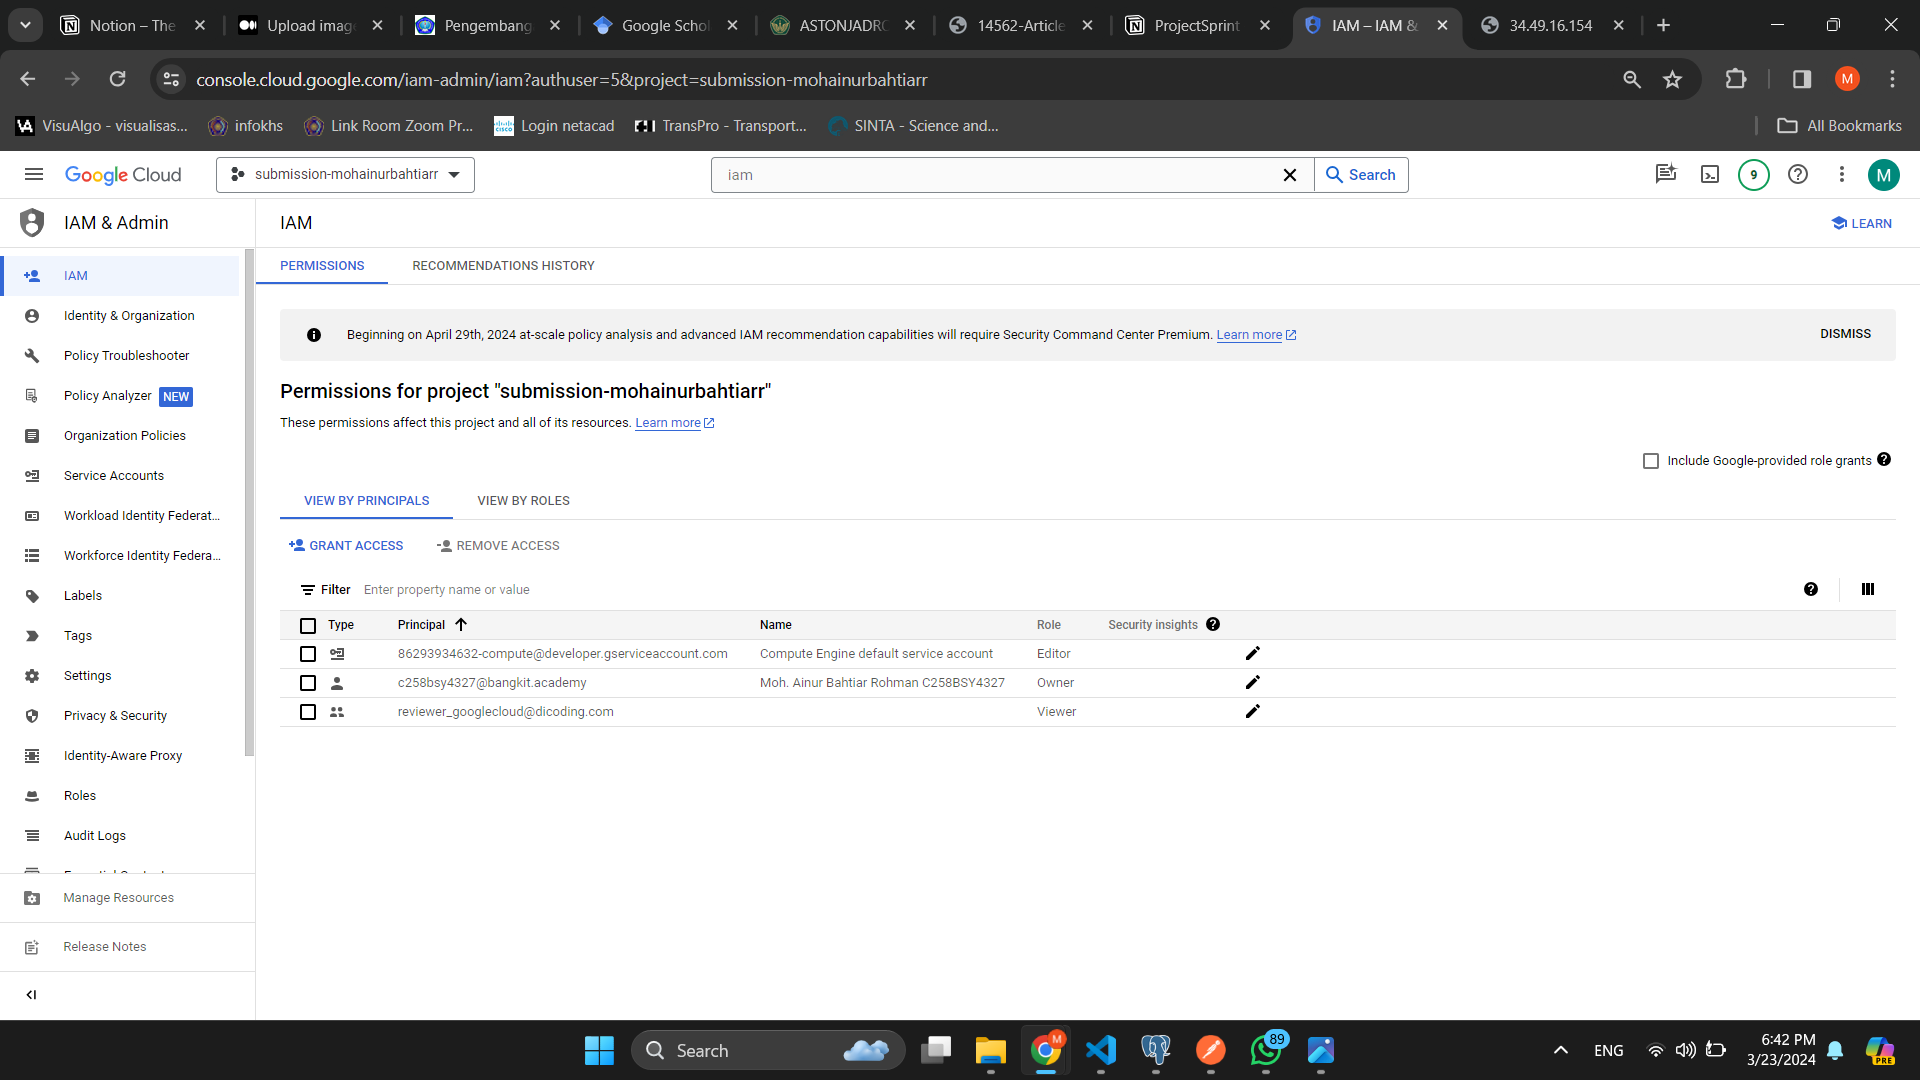 Notion – The
Upload imag
Pengembang
Google Schol
ASTONJADRO
14562-Article
ProjectSprint
IAM – IAM &
34.49.16.154
console.cloud.google.com/iam-admin/iam?authuser=5&project=submission-mohainurbahtiarr
M
VisuAlgo - visualisas...
infokhs
Link Room Zoom Pr...
Login netacad
TransPro - Transport...
SINTA - Science and...
All Bookmarks
Google Cloud
submission-mohainurbahtiarr
iam
Search
9
M
IAM & Admin
IAM
LEARN
IAM
Identity & Organization
Policy Troubleshooter
Policy Analyzer NEW
Organization Policies
Service Accounts
Workload Identity Federat...
Workforce Identity Federa...
Labels
Tags
Settings
Privacy & Security
Identity-Aware Proxy
Roles
Audit Logs
Manage Resources
Release Notes
PERMISSIONS
RECOMMENDATIONS HISTORY
Beginning on April 29th, 2024 at-scale policy analysis and advanced IAM recommendation capabilities will require Security Command Center Premium. Learn more
DISMISS
Permissions for project "submission-mohainurbahtiarr"
These permissions affect this project and all of its resources. Learn more
Include Google-provided role grants
VIEW BY PRINCIPALS
VIEW BY ROLES
GRANT ACCESS
REMOVE ACCESS
Filter Enter property name or value
Type Principal Name Role Security insights
86293934632-compute@developer.gserviceaccount.com Compute Engine default service account Editor
c258bsy4327@bangkit.academy Moh. Ainur Bahtiar Rohman C258BSY4327 Owner
reviewer_googlecloud@dicoding.com Viewer
Search
M
89
ENG
6:42 PM
3/23/2024
PRE